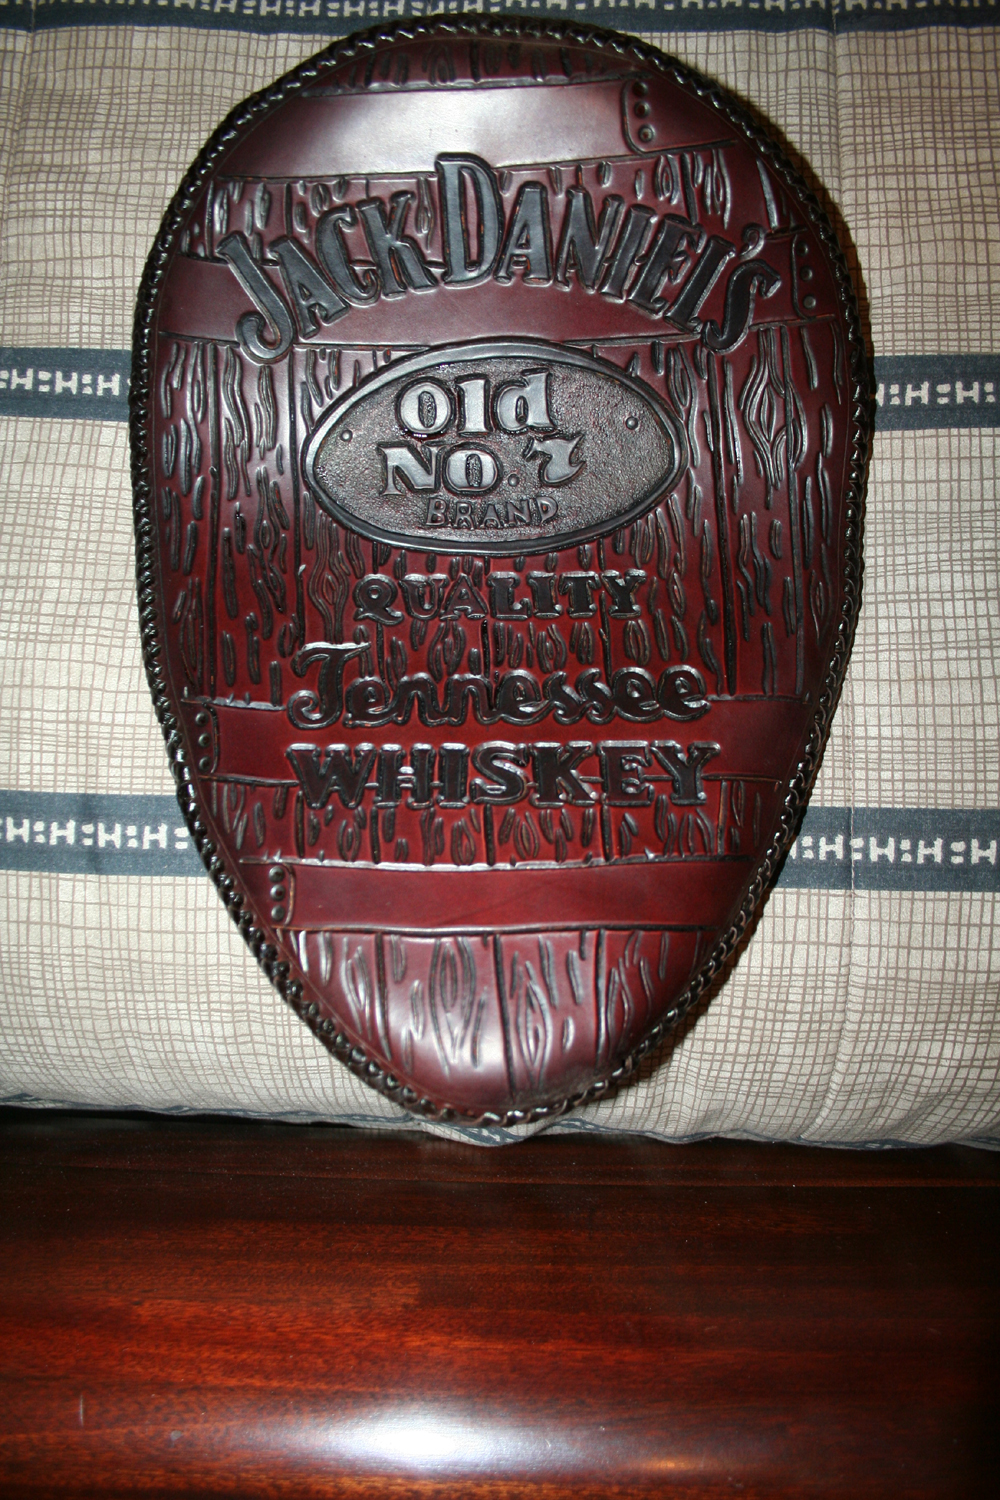 JACK DANIEL'S
Old
NO. 7
BRAND
QUALITY
Tennessee
WHISKEY